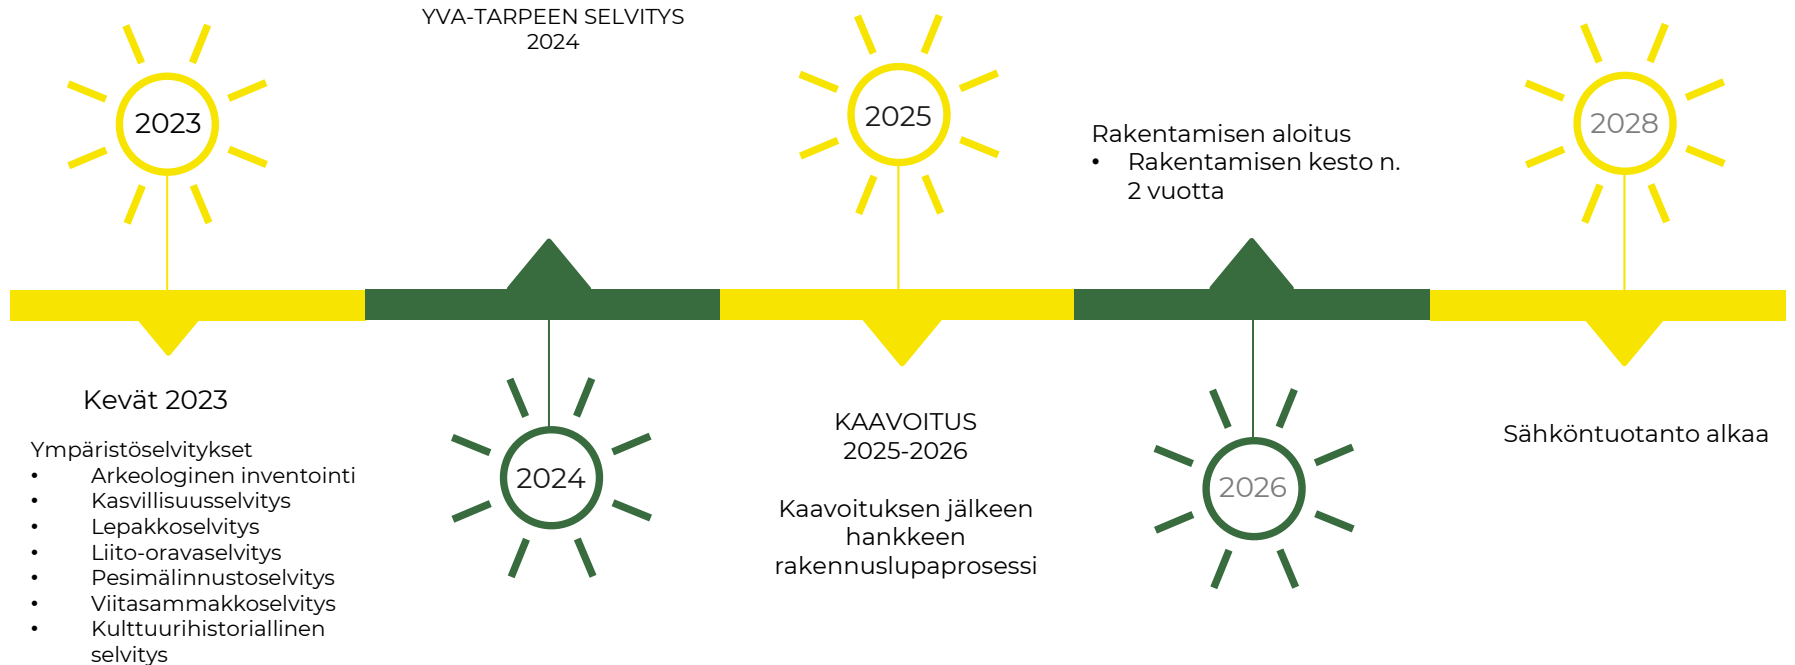 2023
Kevät 2023
Ympäristöselvitykset
• Arkeologinen inventointi
• Kasvillisuusselvitys
• Lepakkoselvitys
• Liito-oravaselvitys
• Pesimälinnustoselvitys
• Viitasammakkoselvitys
• Kulttuurihistoriallinen
selvitys
YVA-TARPEEN SELVITYS
2024
2024
2025
KAAVOITUS
2025-2026
Kaavoituksen jälkeen
hankkeen
rakennuslupaprosessi
Rakentamisen aloitus
• Rakentamisen kesto n.
2 vuotta
2026
2028
Sähköntuotanto alkaa